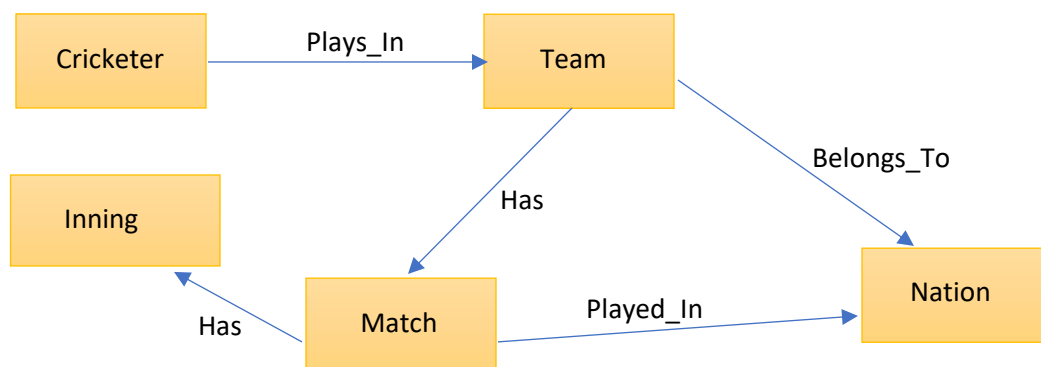 Cricketer
Plays_In
Team
Belongs_To
Inning
Has
Nation
Match
Played_In
Has